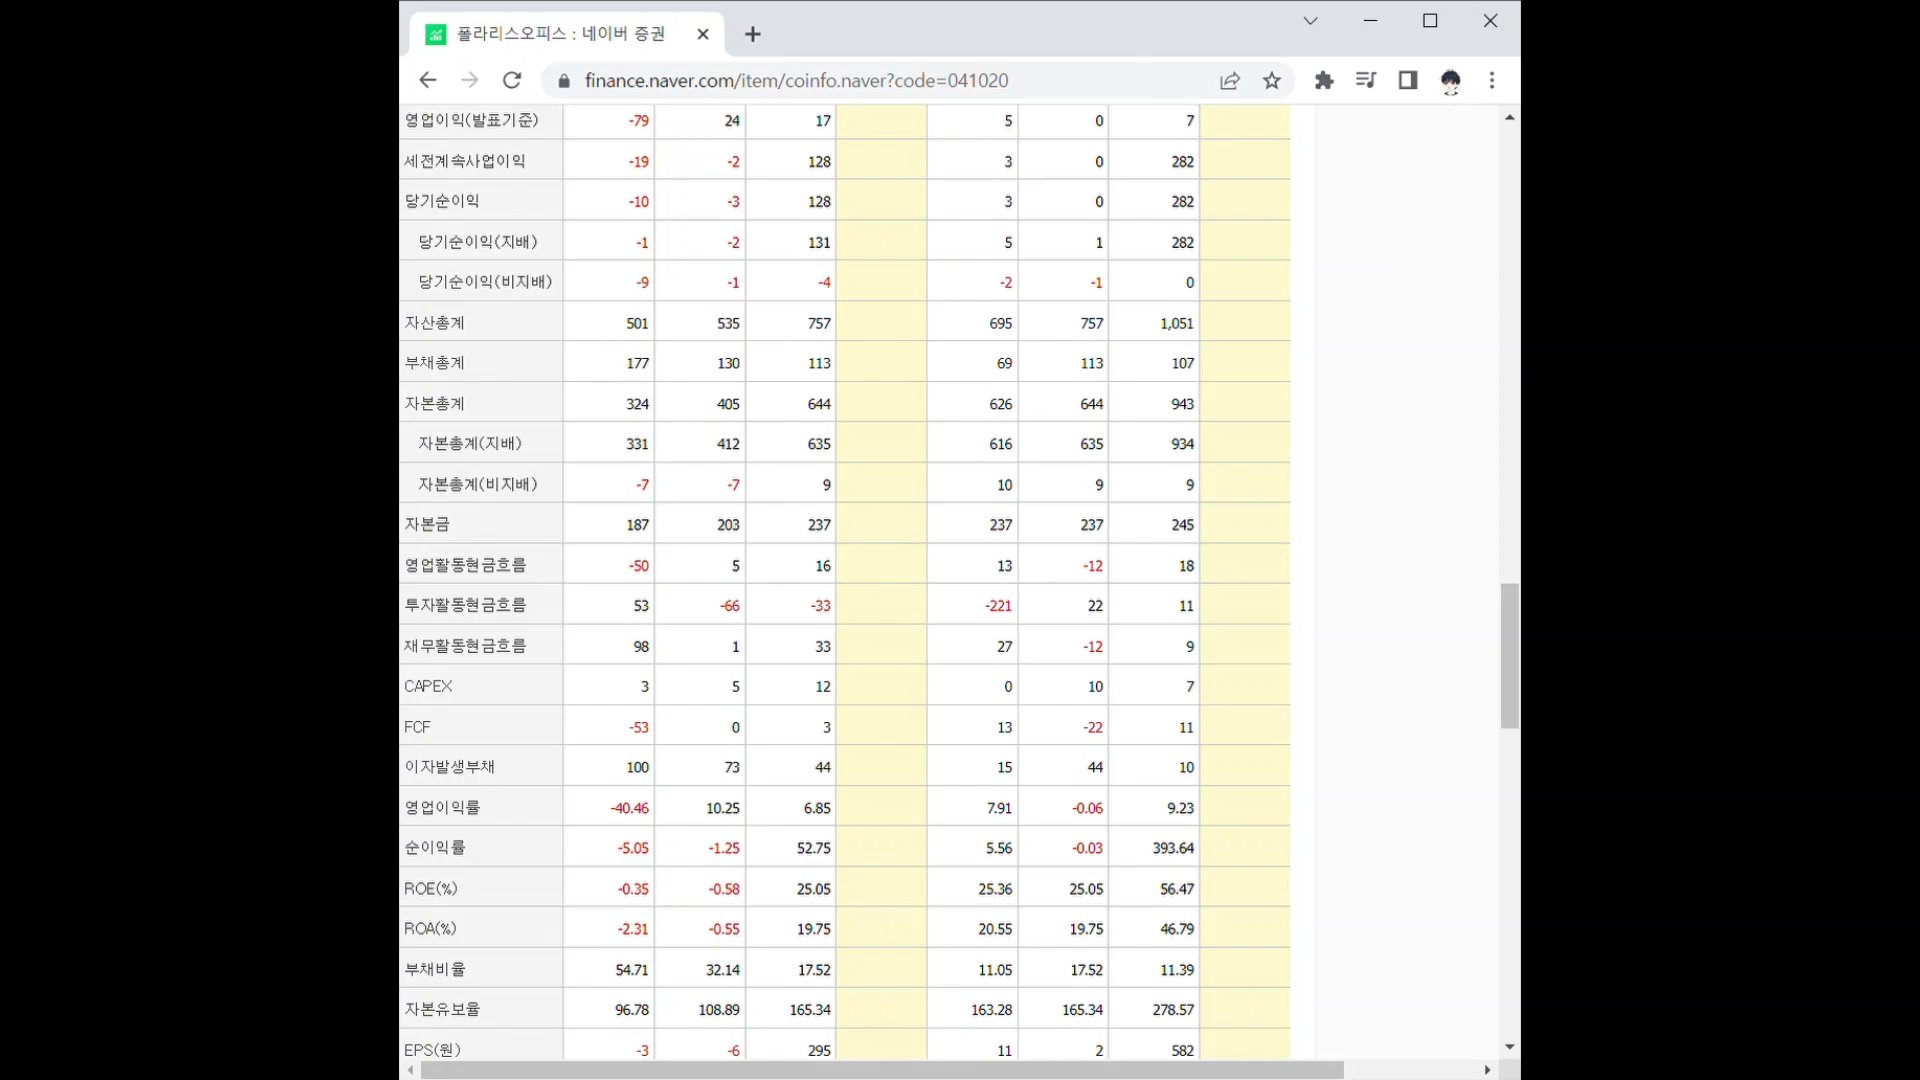 폴라리스오피스 : 네이버 증권
finance.naver.com/item/coinfo.naver?code=041020
영업이익(발표기준) -79 24 17 5 0 7
세전계속사업이익 -19 -2 128 3 0 282
당기순이익 -10 -3 128 3 0 282
당기순이익(지배) -1 -2 131 5 1 282
당기순이익(비지배) -9 -1 -4 -2 -1 0
자산총계 501 535 757 695 757 1,051
부채총계 177 130 113 69 113 107
자본총계 324 405 644 626 644 943
자본총계(지배) 331 412 635 616 635 934
자본총계(비지배) -7 -7 9 10 9 9
자본금 187 203 237 237 237 245
영업활동현금흐름 -50 5 16 13 -12 18
투자활동현금흐름 53 -66 -33 -221 22 11
재무활동현금흐름 98 1 33 27 -12 9
CAPEX 3 5 12 0 10 7
FCF -53 0 3 13 -22 11
이자발생부채 100 73 44 15 44 10
영업이익률 -40.46 10.25 6.85 7.91 -0.06 9.23
순이익률 -5.05 -1.25 52.75 5.56 -0.03 393.64
ROE(%) -0.35 -0.58 25.05 25.36 25.05 56.47
ROA(%) -2.31 -0.55 19.75 20.55 19.75 46.79
부채비율 54.71 32.14 17.52 11.05 17.52 11.39
자본유보율 96.78 108.89 165.34 163.28 165.34 278.57
EPS(원) -3 -6 295 11 2 582